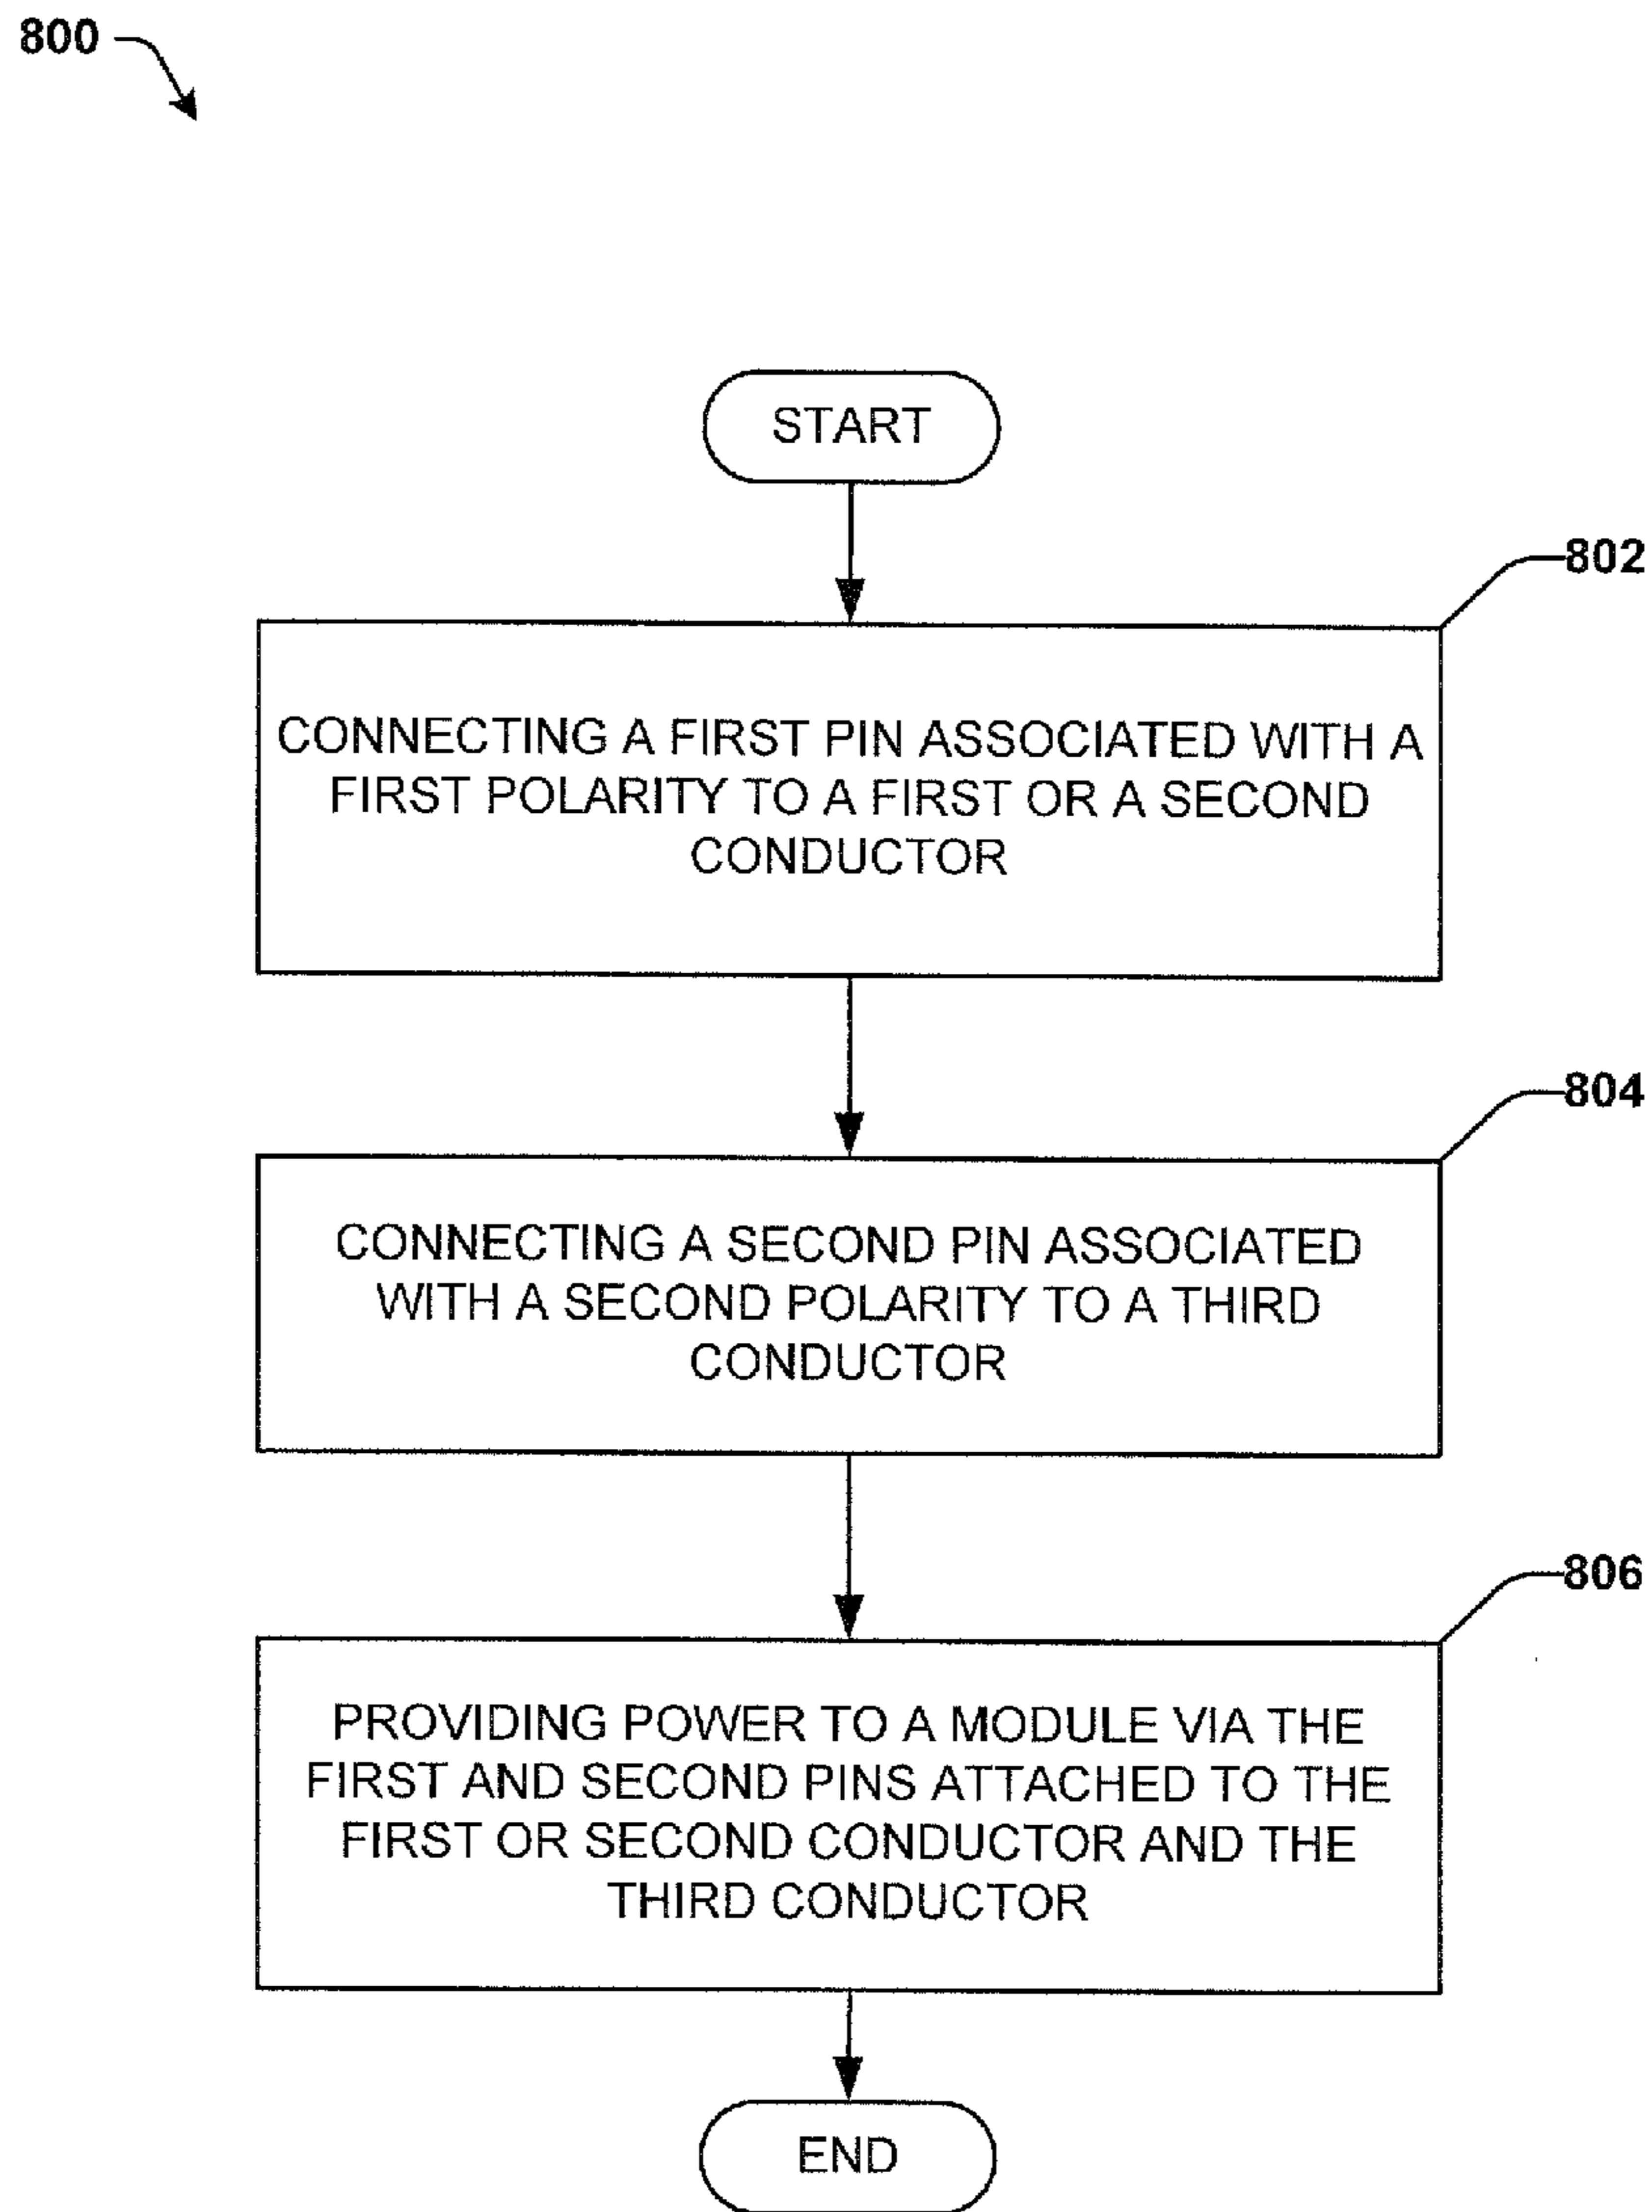 800
START
802
CONNECTING A FIRST PIN ASSOCIATED WITH A
FIRST POLARITY TO A FIRST OR A SECOND
CONDUCTOR
804
CONNECTING A SECOND PIN ASSOCIATED
WITH A SECOND POLARITY TO A THIRD
CONDUCTOR
806
PROVIDING POWER TO A MODULE VIA THE
FIRST AND SECOND PINS ATTACHED TO THE
FIRST OR SECOND CONDUCTOR AND THE
THIRD CONDUCTOR
END